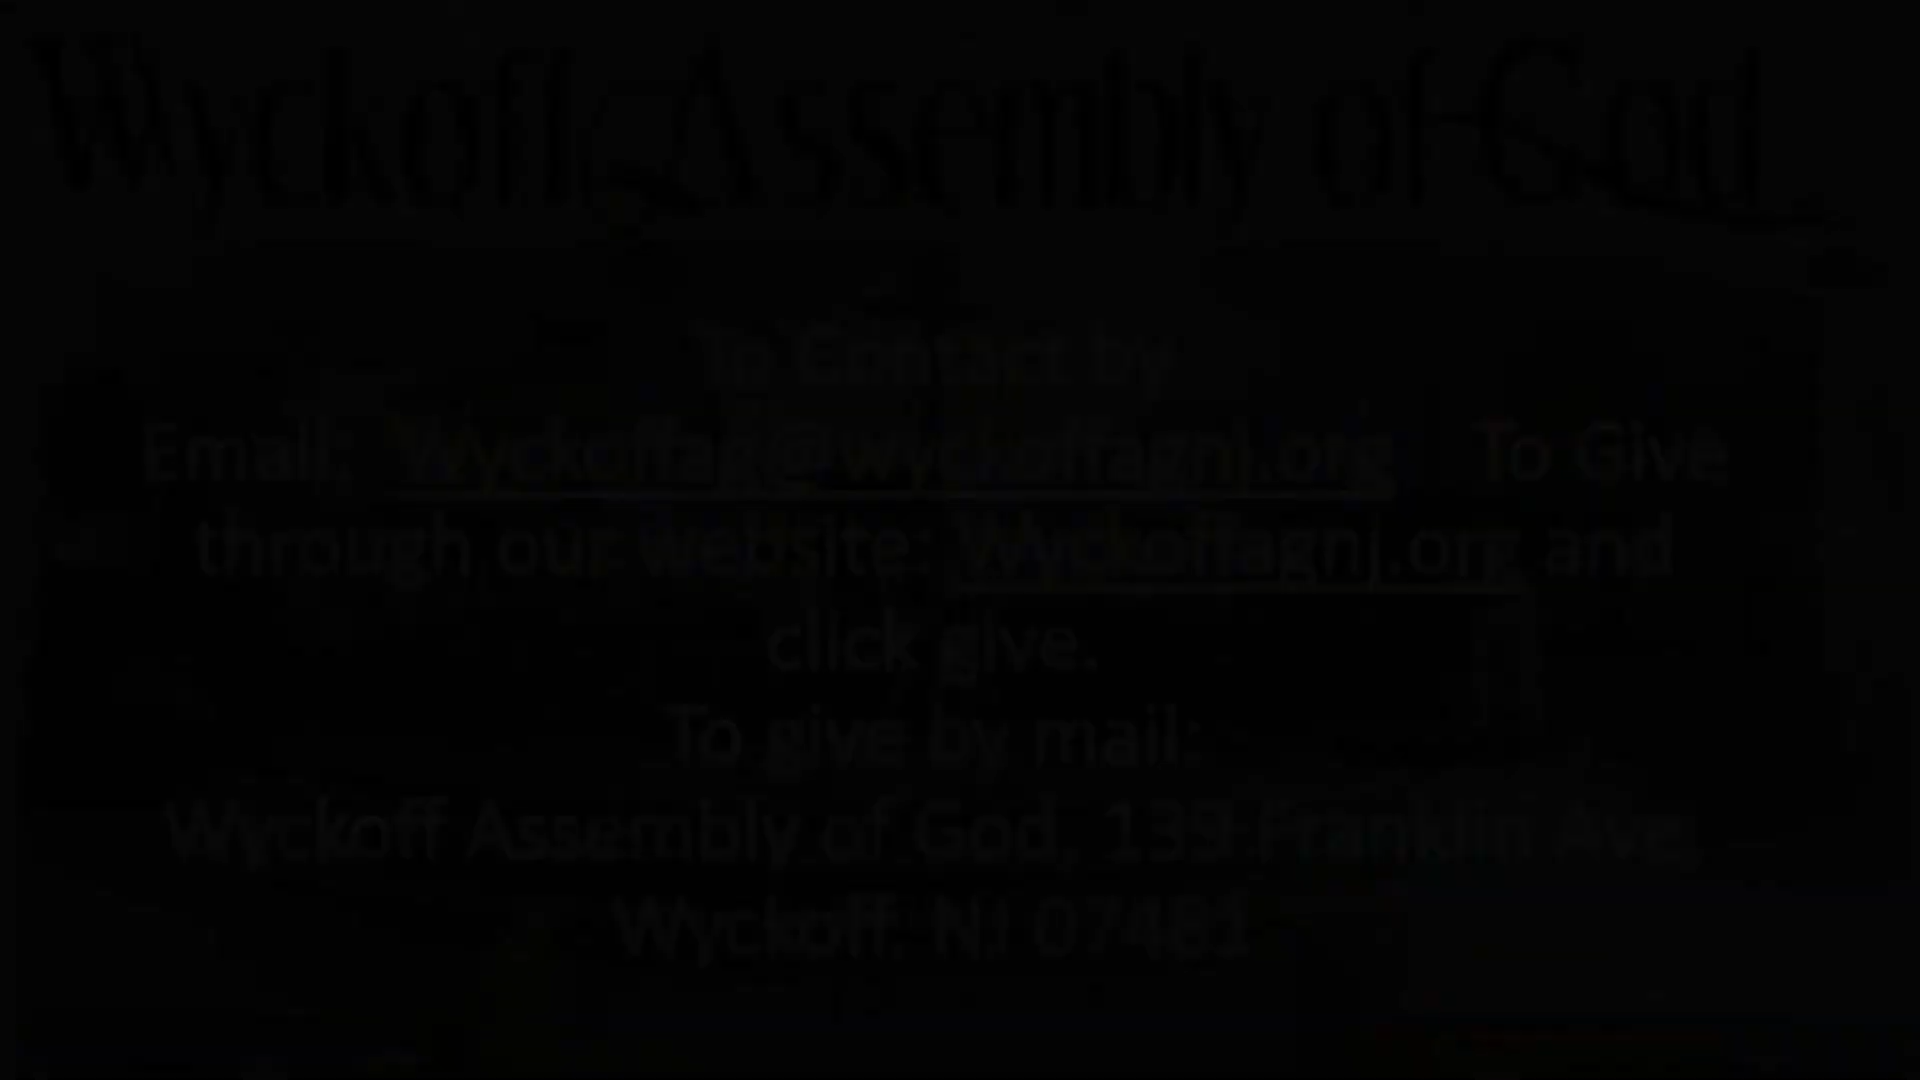 Wyckoff Assembly of God
To Contact by
Email: Wyckoffag@wyckoffagnj.org To Give
through our website: Wyckoffagnj.org and
click give.
To give by mail:
Wyckoff Assembly of God, 139 Franklin Ave,
Wyckoff. NJ 07481